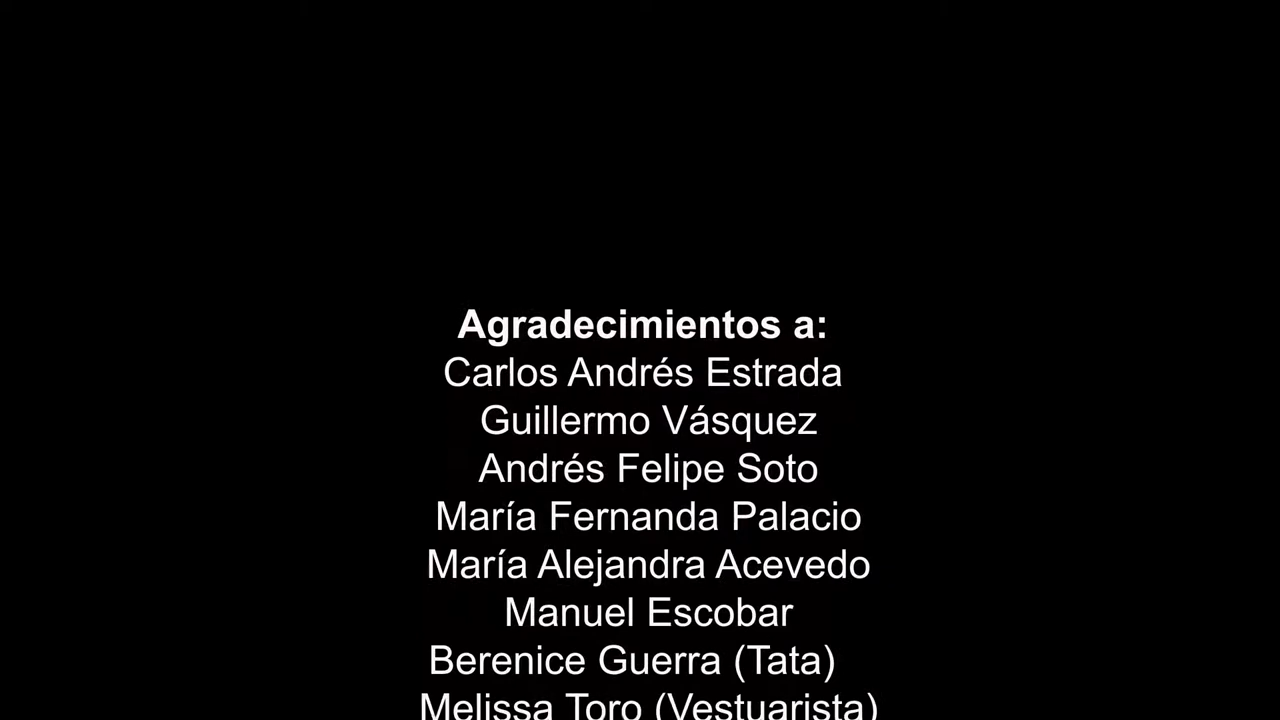 Agradecimientos a:
Carlos Andrés Estrada
Guillermo Vásquez
Andrés Felipe Soto
María Fernanda Palacio
María Alejandra Acevedo
Manuel Escobar
Berenice Guerra (Tata)
Melissa Toro (Vestuarista)